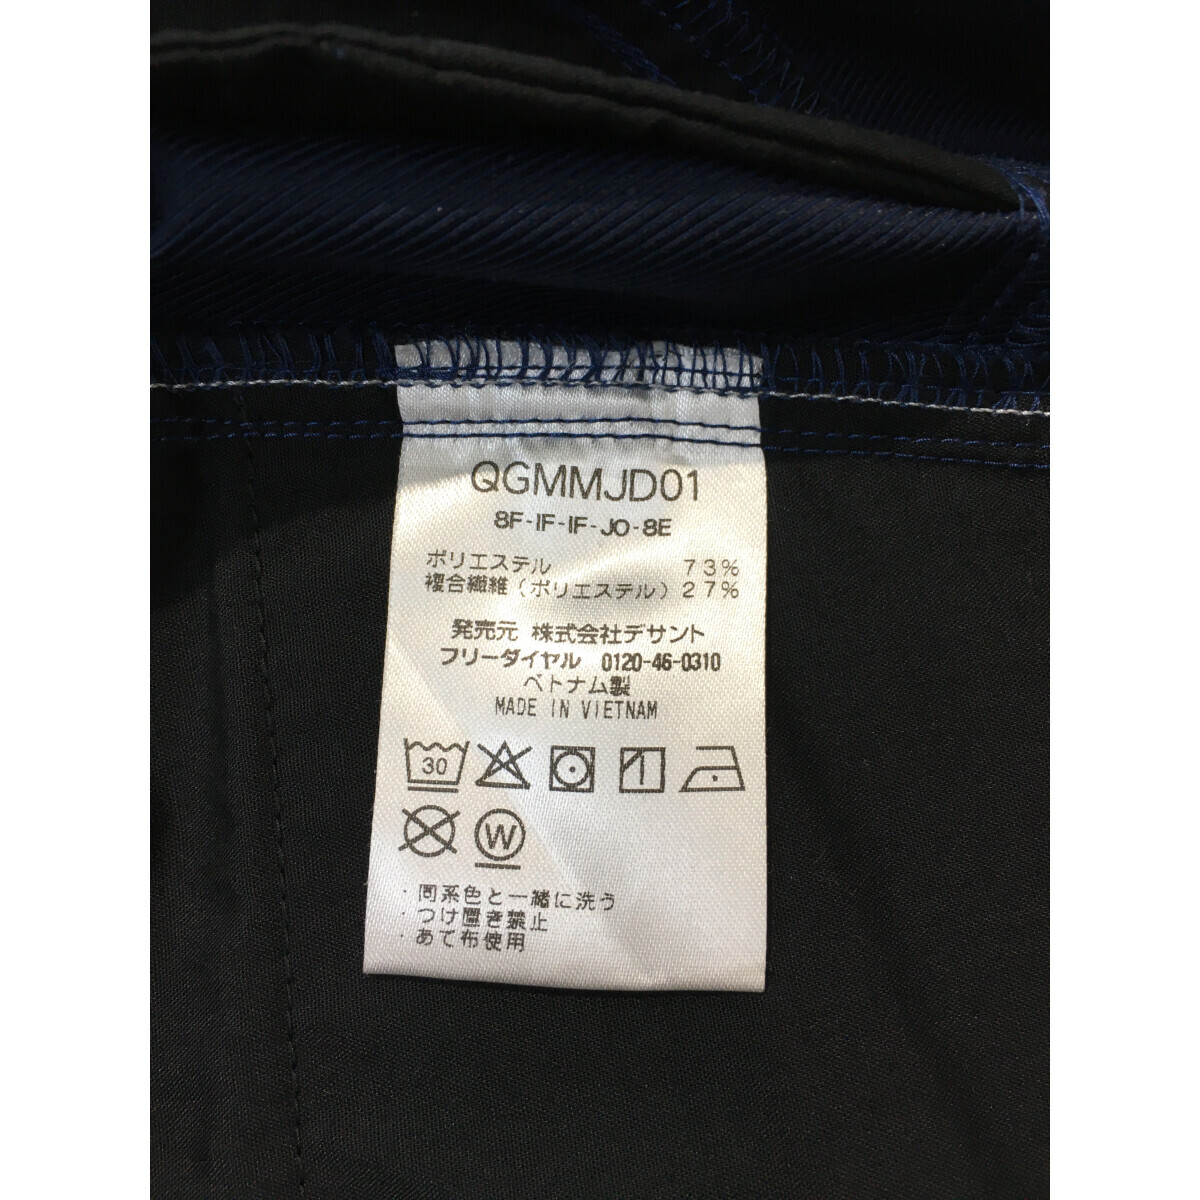 QGMMJD01
8F-IF-IF-JO-8E
ポリエステル 73%
複合繊維(ポリエステル)27%
発売元 株式会社デサント
フリーダイヤル 0120-46-0310
ベトナム製
MADE IN VIETNAM
30
W
・同系色と一緒に洗う
・つけ置き禁止
・あて布使用